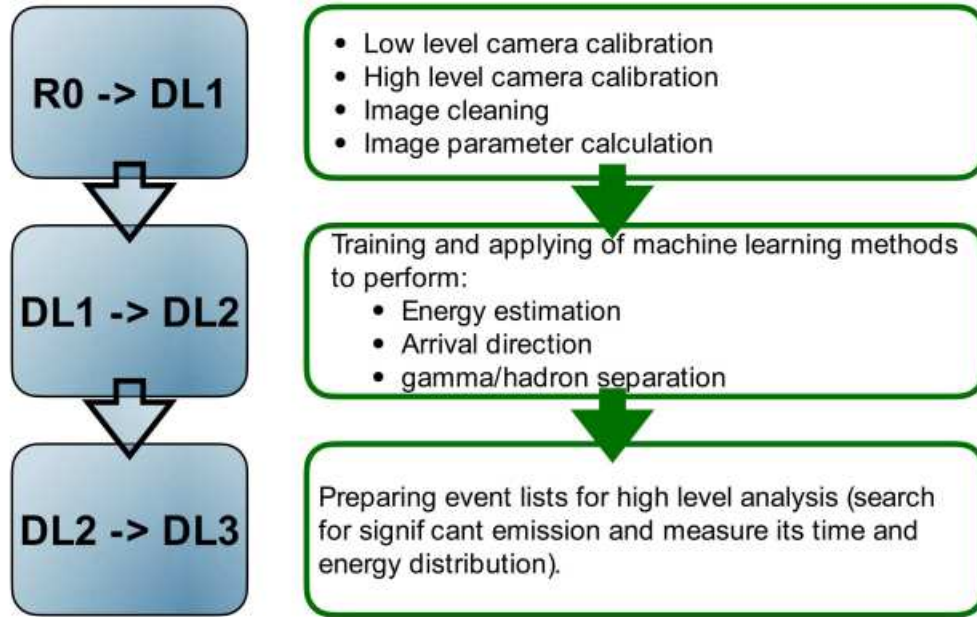 R0 -> DL1
• Low level camera calibration
• High level camera calibration
• Image cleaning
• Image parameter calculation
DL1 -> DL2
Training and applying of machine learning methods
to perform:
• Energy estimation
• Arrival direction
• gamma/hadron separation
DL2 -> DL3
Preparing event lists for high level analysis (search
for signif cant emission and measure its time and
energy distribution).